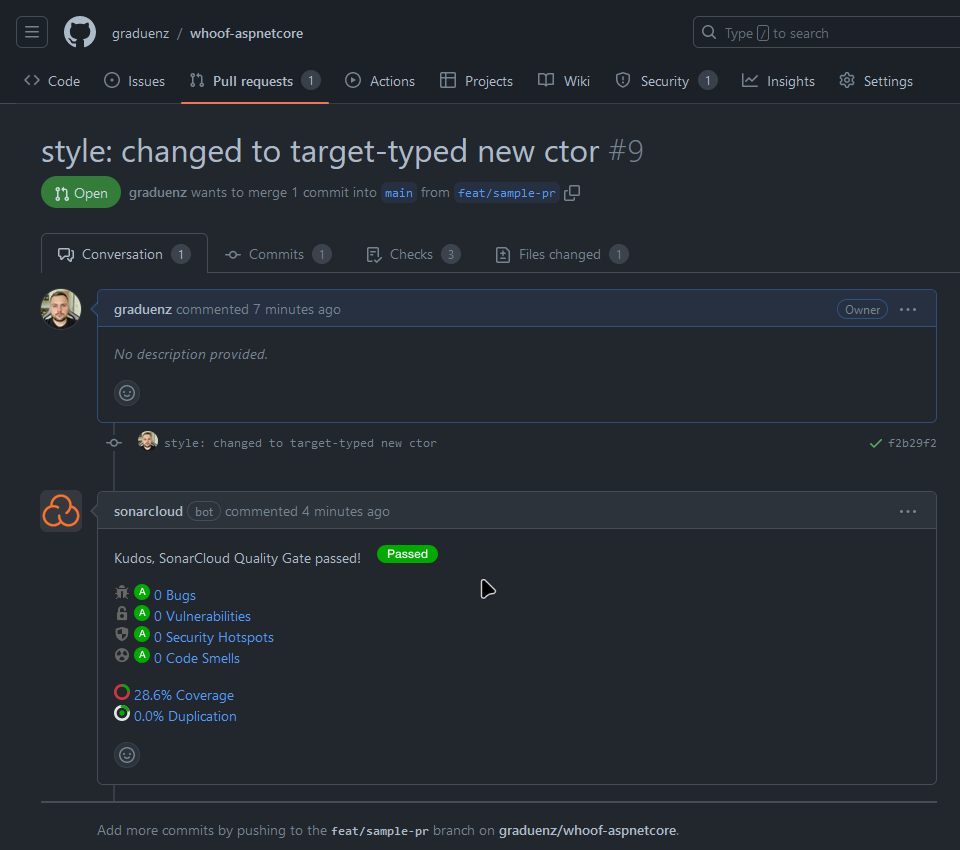 graduenz / whoof-aspnetcore
Type / to search
Code Issues Pull requests 1 Actions Projects Wiki Security 1 Insights Settings
style: changed to target-typed new ctor #9
Open graduenz wants to merge 1 commit into main from feat/sample-pr
Conversation 1 Commits 1 Checks 3 Files changed 1
graduenz commented 7 minutes ago Owner
No description provided.
style: changed to target-typed new ctor f2b29f2
sonarcloud bot commented 4 minutes ago
Kudos, SonarCloud Quality Gate passed! Passed
A 0 Bugs
A 0 Vulnerabilities
A 0 Security Hotspots
A 0 Code Smells
28.6% Coverage
0.0% Duplication
Add more commits by pushing to the feat/sample-pr branch on graduenz/whoof-aspnetcore.